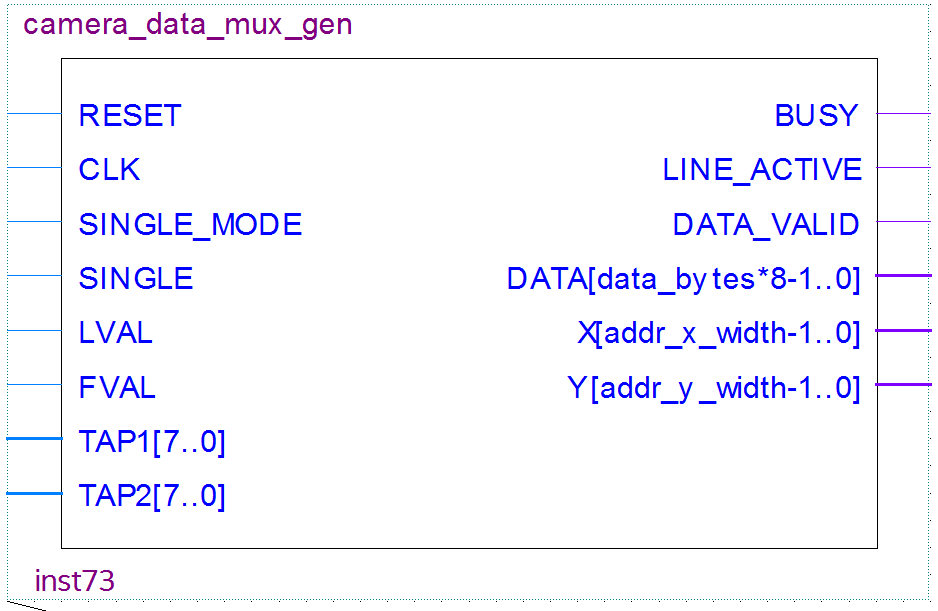 camera_data_mux_gen
RESET
BUSY
CLK
LINE_ACTIVE
SINGLE_MODE
DATA_VALID
SINGLE
DATA[data_bytes*8-1..0]
LVAL
X[addr_x_width-1..0]
FVAL
Y[addr_y_width-1..0]
TAP1[7..0]
TAP2[7..0]
inst73